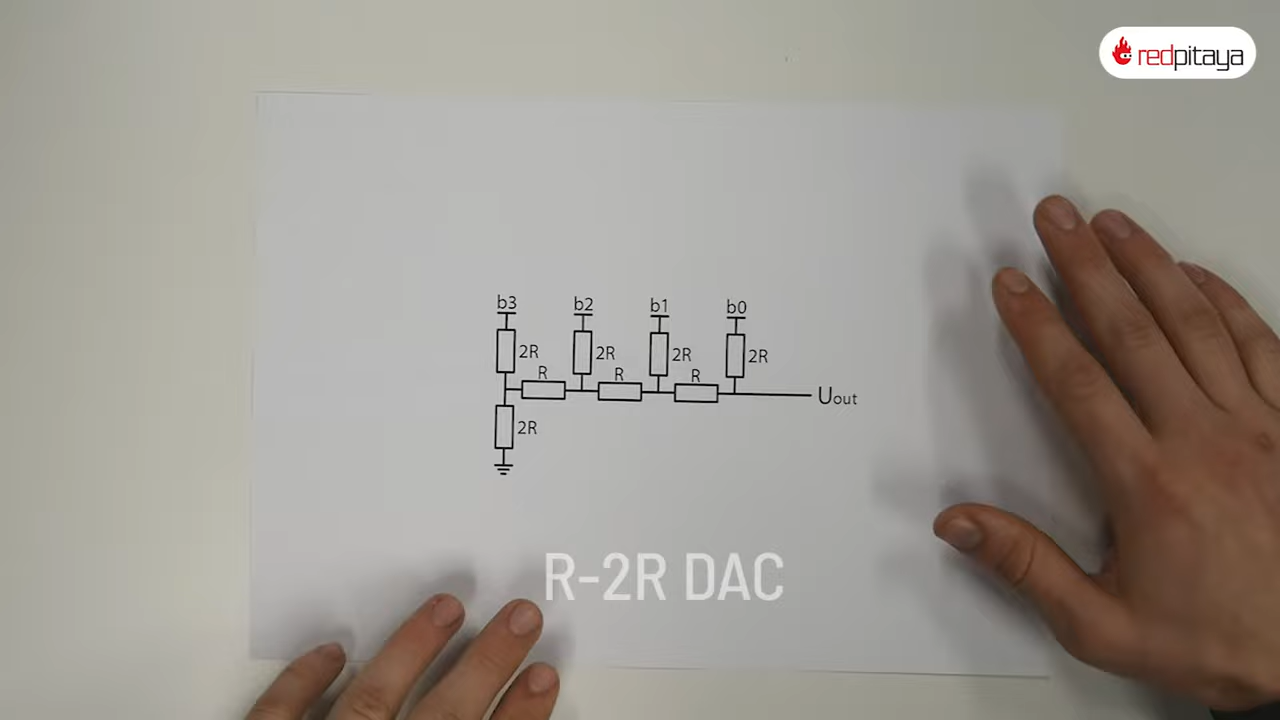 redpitaya
b3 b2 b1 b0
2R 2R 2R 2R
R R R
Uout
2R
R-2R DAC